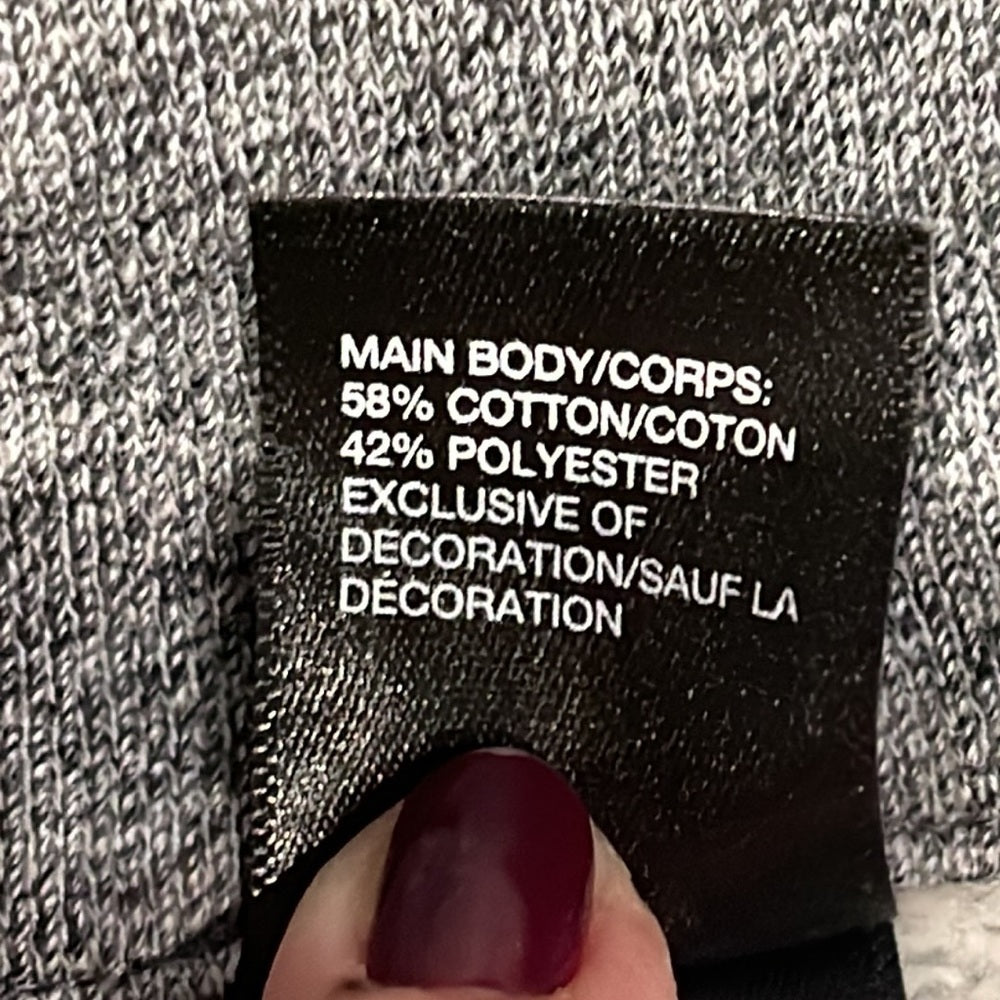 MAIN BODY/CORPS:
58% COTTON/COTON
42% POLYESTER
EXCLUSIVE OF
DECORATION/SAUF LA
DÉCORATION